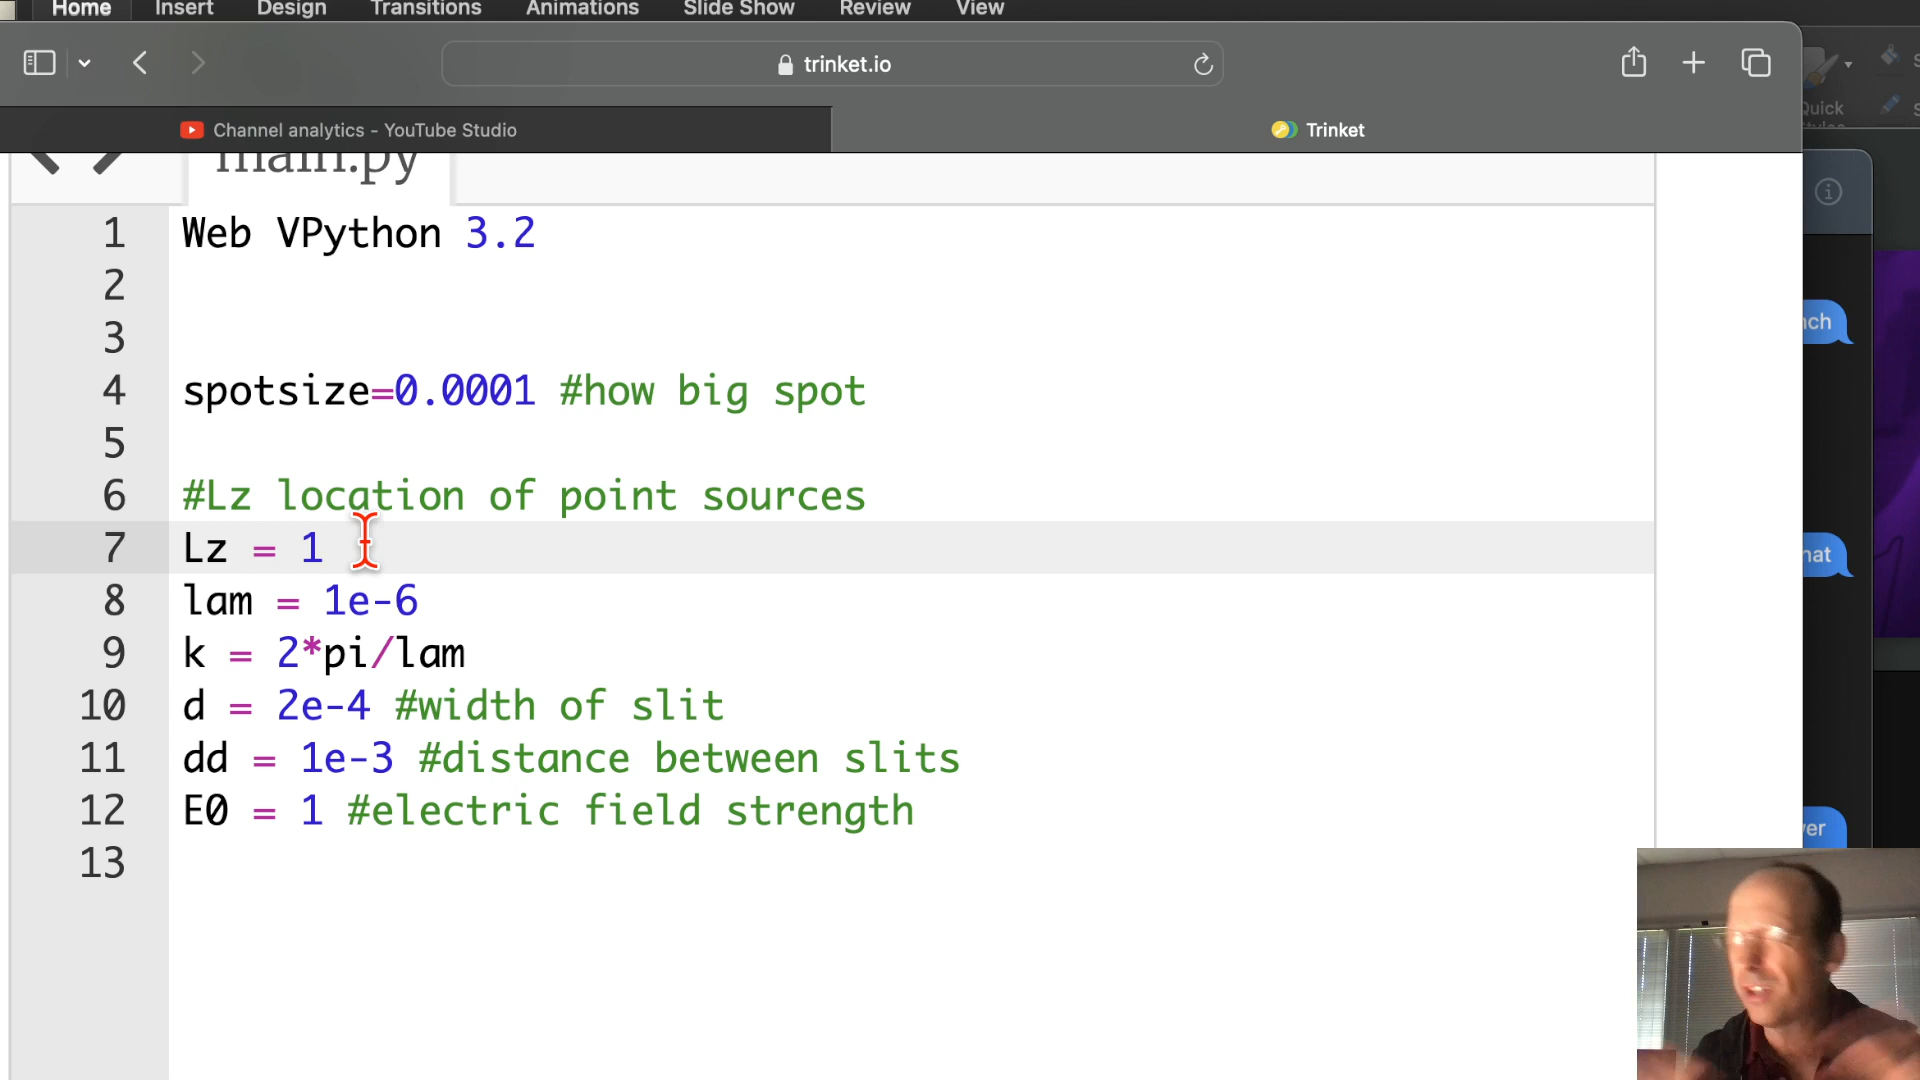 Home Insert Design Transitions Animations Slide Show Review View
trinket.io
Quick
Channel analytics - YouTube Studio
Trinket
main.py
1 Web VPython 3.2
2
3
4 spotsize=0.0001 #how big spot
5
6 #Lz location of point sources
7 Lz = 1
8 lam = 1e-6
9 k = 2*pi/lam
10 d = 2e-4 #width of slit
11 dd = 1e-3 #distance between slits
12 E0 = 1 #electric field strength
13